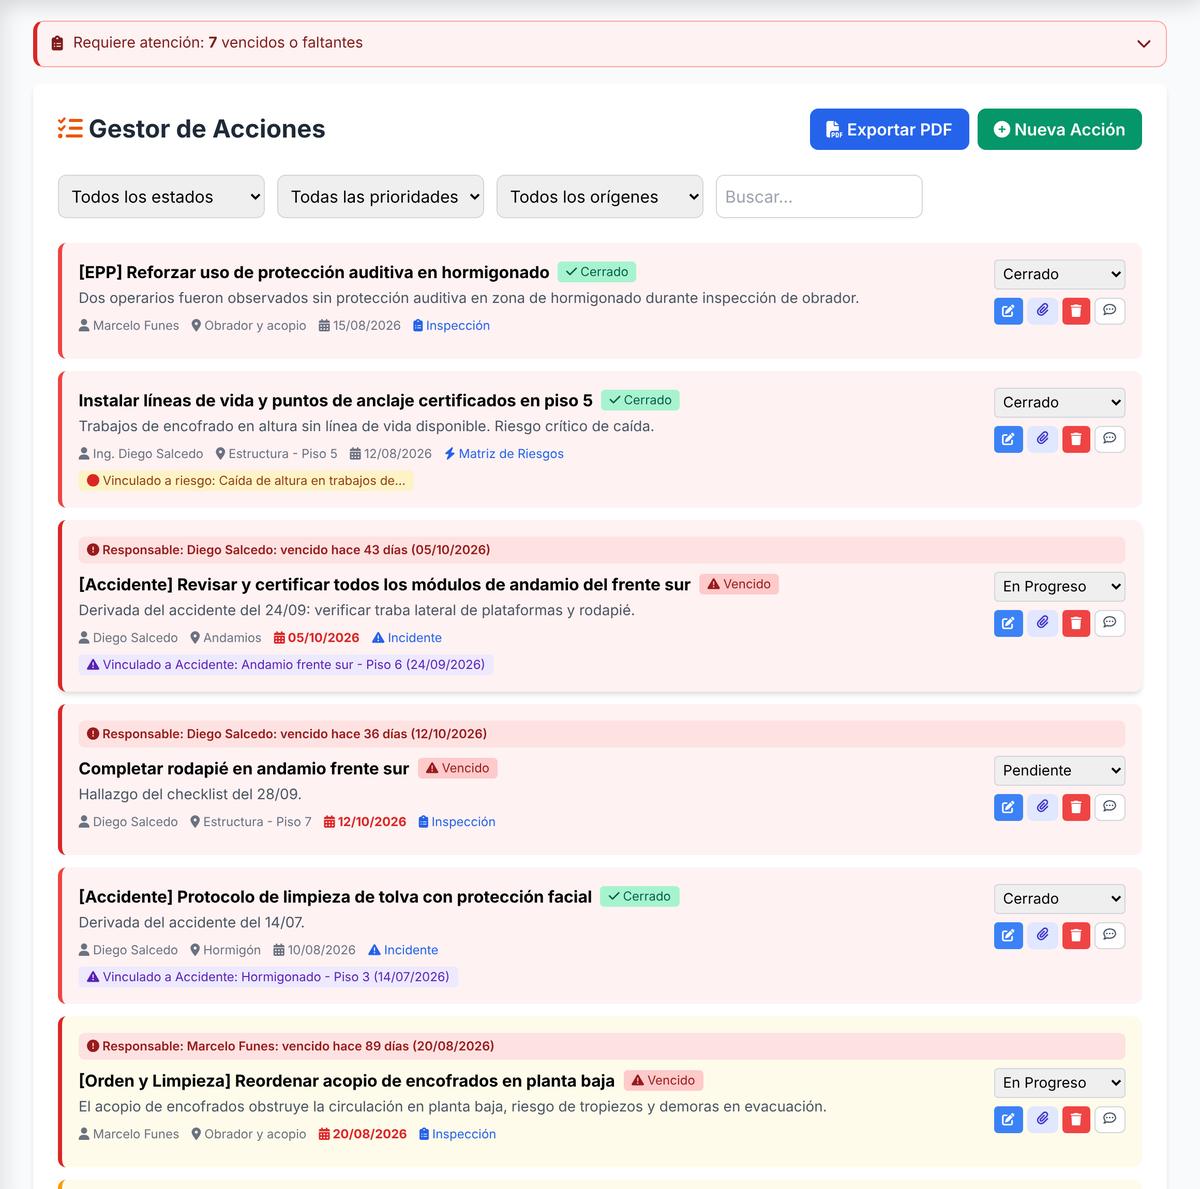 Requiere atención: 7 vencidos o faltantes
Gestor de Acciones
Exportar PDF
Nueva Acción
Todos los estados
Todas las prioridades
Todos los orígenes
Buscar...
[EPP] Reforzar uso de protección auditiva en hormigonado Cerrado
Cerrado
Dos operarios fueron observados sin protección auditiva en zona de hormigonado durante inspección de obrador.
Marcelo Funes Obrador y acopio 15/08/2026 Inspección
Instalar líneas de vida y puntos de anclaje certificados en piso 5 Cerrado
Cerrado
Trabajos de encofrado en altura sin línea de vida disponible. Riesgo crítico de caída.
Ing. Diego Salcedo Estructura - Piso 5 12/08/2026 Matriz de Riesgos
Vinculado a riesgo: Caída de altura en trabajos de...
Responsable: Diego Salcedo: vencido hace 43 días (05/10/2026)
[Accidente] Revisar y certificar todos los módulos de andamio del frente sur Vencido
En Progreso
Derivada del accidente del 24/09: verificar traba lateral de plataformas y rodapié.
Diego Salcedo Andamios 05/10/2026 Incidente
Vinculado a Accidente: Andamio frente sur - Piso 6 (24/09/2026)
Responsable: Diego Salcedo: vencido hace 36 días (12/10/2026)
Completar rodapié en andamio frente sur Vencido
Pendiente
Hallazgo del checklist del 28/09.
Diego Salcedo Estructura - Piso 7 12/10/2026 Inspección
[Accidente] Protocolo de limpieza de tolva con protección facial Cerrado
Cerrado
Derivada del accidente del 14/07.
Diego Salcedo Hormigón 10/08/2026 Incidente
Vinculado a Accidente: Hormigonado - Piso 3 (14/07/2026)
Responsable: Marcelo Funes: vencido hace 89 días (20/08/2026)
[Orden y Limpieza] Reordenar acopio de encofrados en planta baja Vencido
En Progreso
El acopio de encofrados obstruye la circulación en planta baja, riesgo de tropiezos y demoras en evacuación.
Marcelo Funes Obrador y acopio 20/08/2026 Inspección